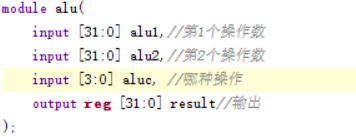 module alu(
input [31:0] alu1,//第1个操作数
input [31:0] alu2,//第2个操作数
input [3:0] aluc, //哪种操作
output reg [31:0] result//输出
);